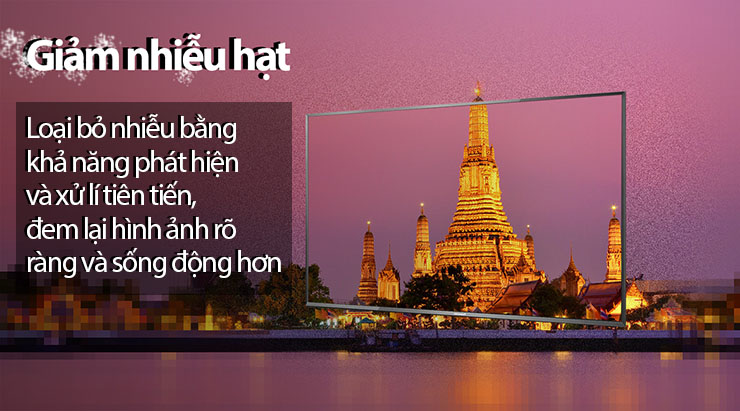 Giảm nhiễu hạt
Loại bỏ nhiễu bằng
khả năng phát hiện
và xử lí tiên tiến,
đem lại hình ảnh rõ
ràng và sống động hơn